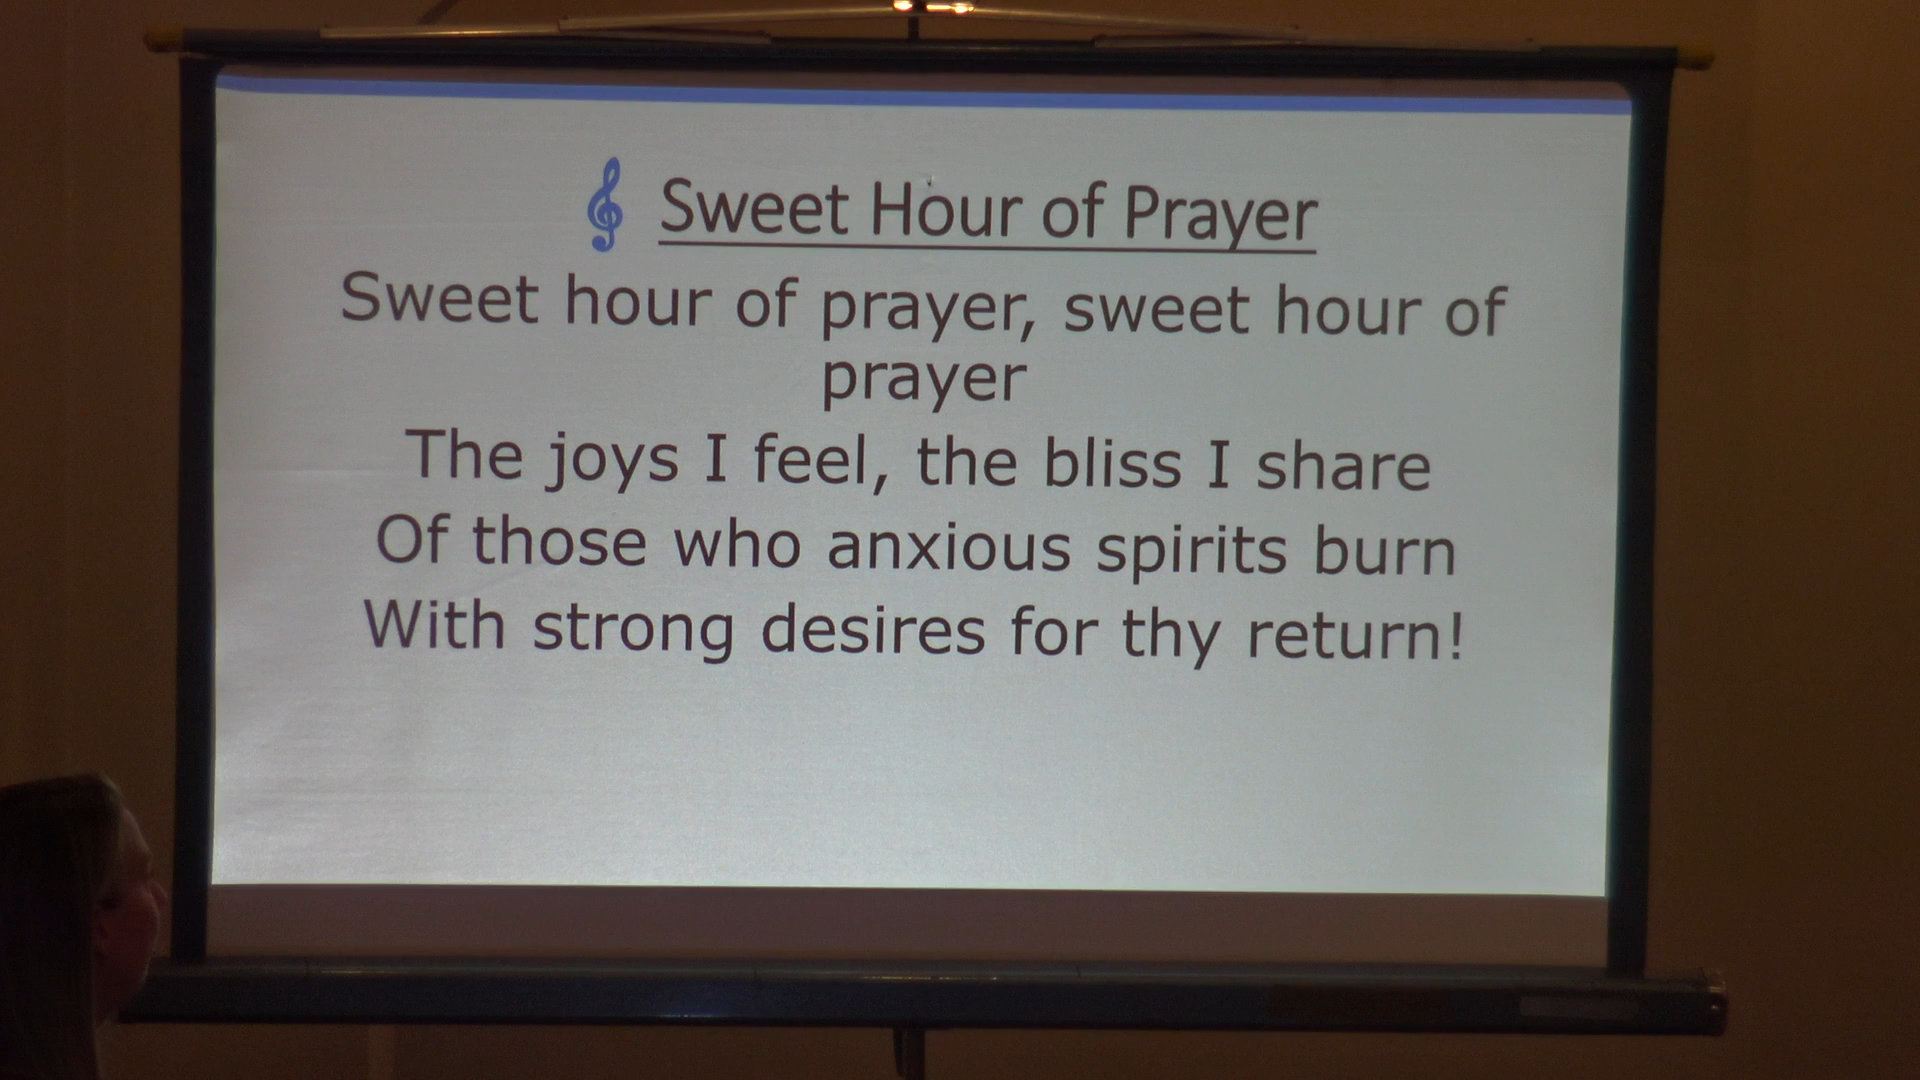 Sweet Hour of Prayer
Sweet hour of prayer, sweet hour of
prayer
The joys I feel, the bliss I share
Of those who anxious spirits burn
With strong desires for thy return!